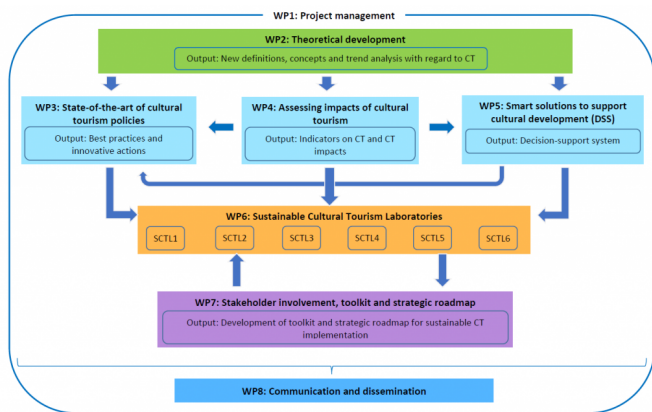 WP1: Project management
WP2: Theoretical development
Output: New definitions, concepts and trend analysis with regard to CT
WP3: State-of-the-art of cultural
tourism policies
Output: Best practices and
innovative actions
WP4: Assessing impacts of cultural
tourism
Output: Indicators on CT and CT
impacts
WP5: Smart solutions to support
cultural development (DSS)
Output: Decision-support system
WP6: Sustainable Cultural Tourism Laboratories
SCTL1
SCTL2
SCTL3
SCTL4
SCTL5
SCTL6
WP7: Stakeholder involvement, toolkit and strategic roadmap
Output: Development of toolkit and strategic roadmap for sustainable CT
implementation
WP8: Communication and dissemination